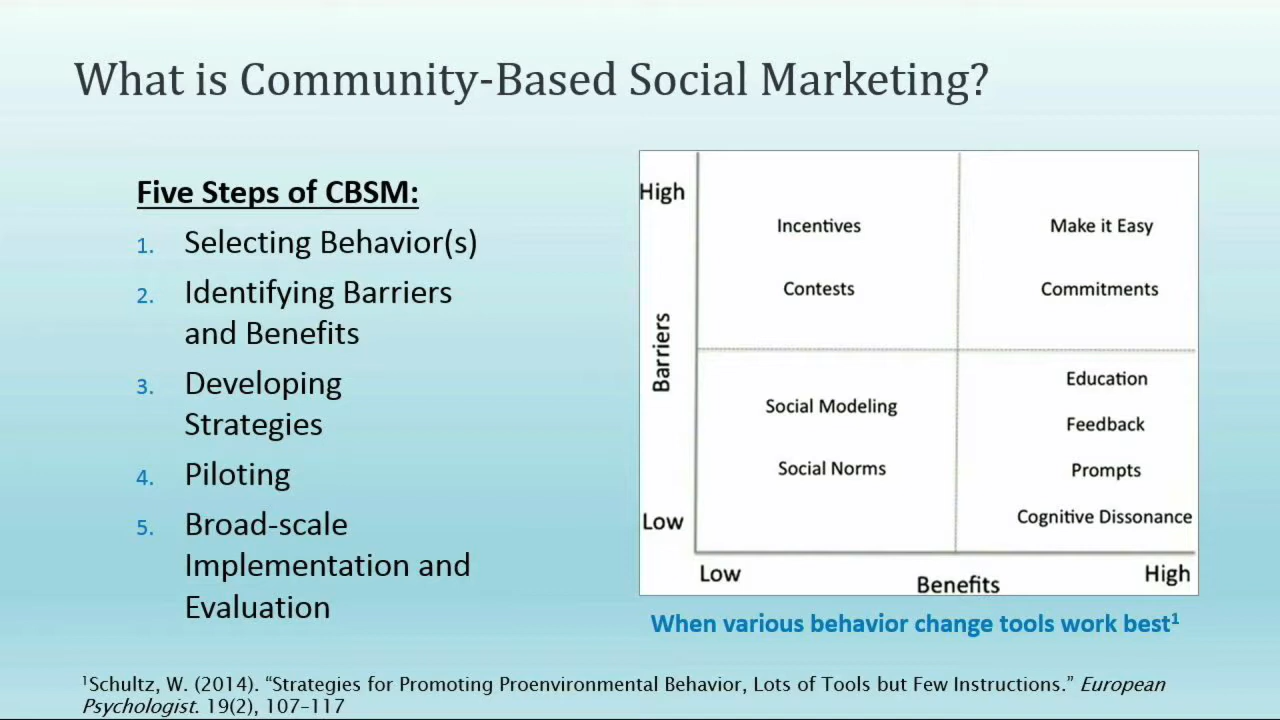 What is Community-Based Social Marketing?
Five Steps of CBSM:
1. Selecting Behavior(s)
2. Identifying Barriers
and Benefits
3. Developing
Strategies
4. Piloting
5. Broad-scale
Implementation and
Evaluation
High
Incentives
Make it Easy
Contests
Commitments
Barriers
Education
Social Modeling
Feedback
Social Norms
Prompts
Cognitive Dissonance
Low
Low
Benefits
High
When various behavior change tools work best¹
¹Schultz, W. (2014). “Strategies for Promoting Proenvironmental Behavior, Lots of Tools but Few Instructions.” European
Psychologist. 19(2), 107–117